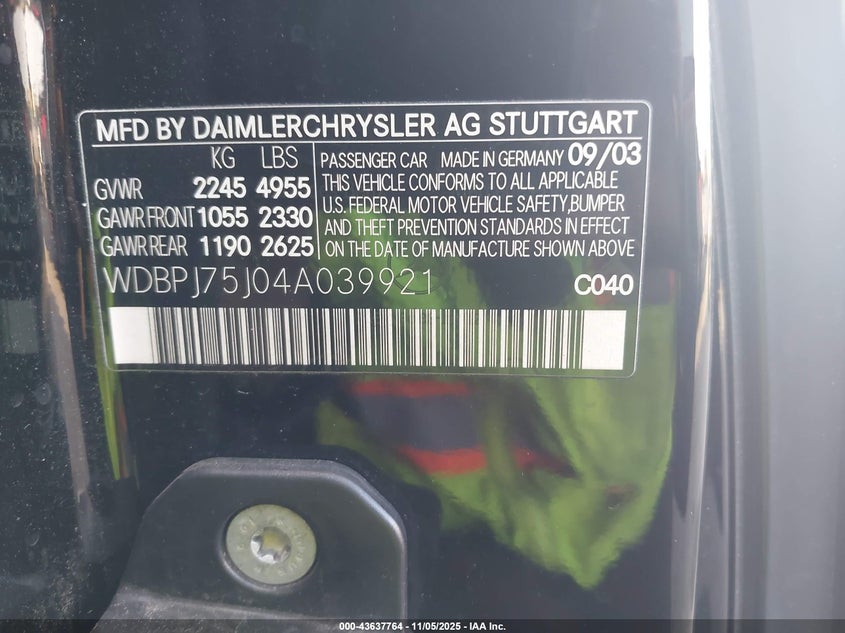 MFD BY DAIMLERCHRYSLER AG STUTTGART
KG LBS
GVWR 2245 4955
GAWR FRONT 1055 2330
GAWR REAR 1190 2625
PASSENGER CAR MADE IN GERMANY 09/03
THIS VEHICLE CONFORMS TO ALL APPLICABLE
U.S. FEDERAL MOTOR VEHICLE SAFETY,BUMPER
AND THEFT PREVENTION STANDARDS IN EFFECT
ON THE DATE OF MANUFACTURE SHOWN ABOVE
WDBPJ75J04A039921 C040
000-43637764 - 11/05/2025 - IAA Inc.